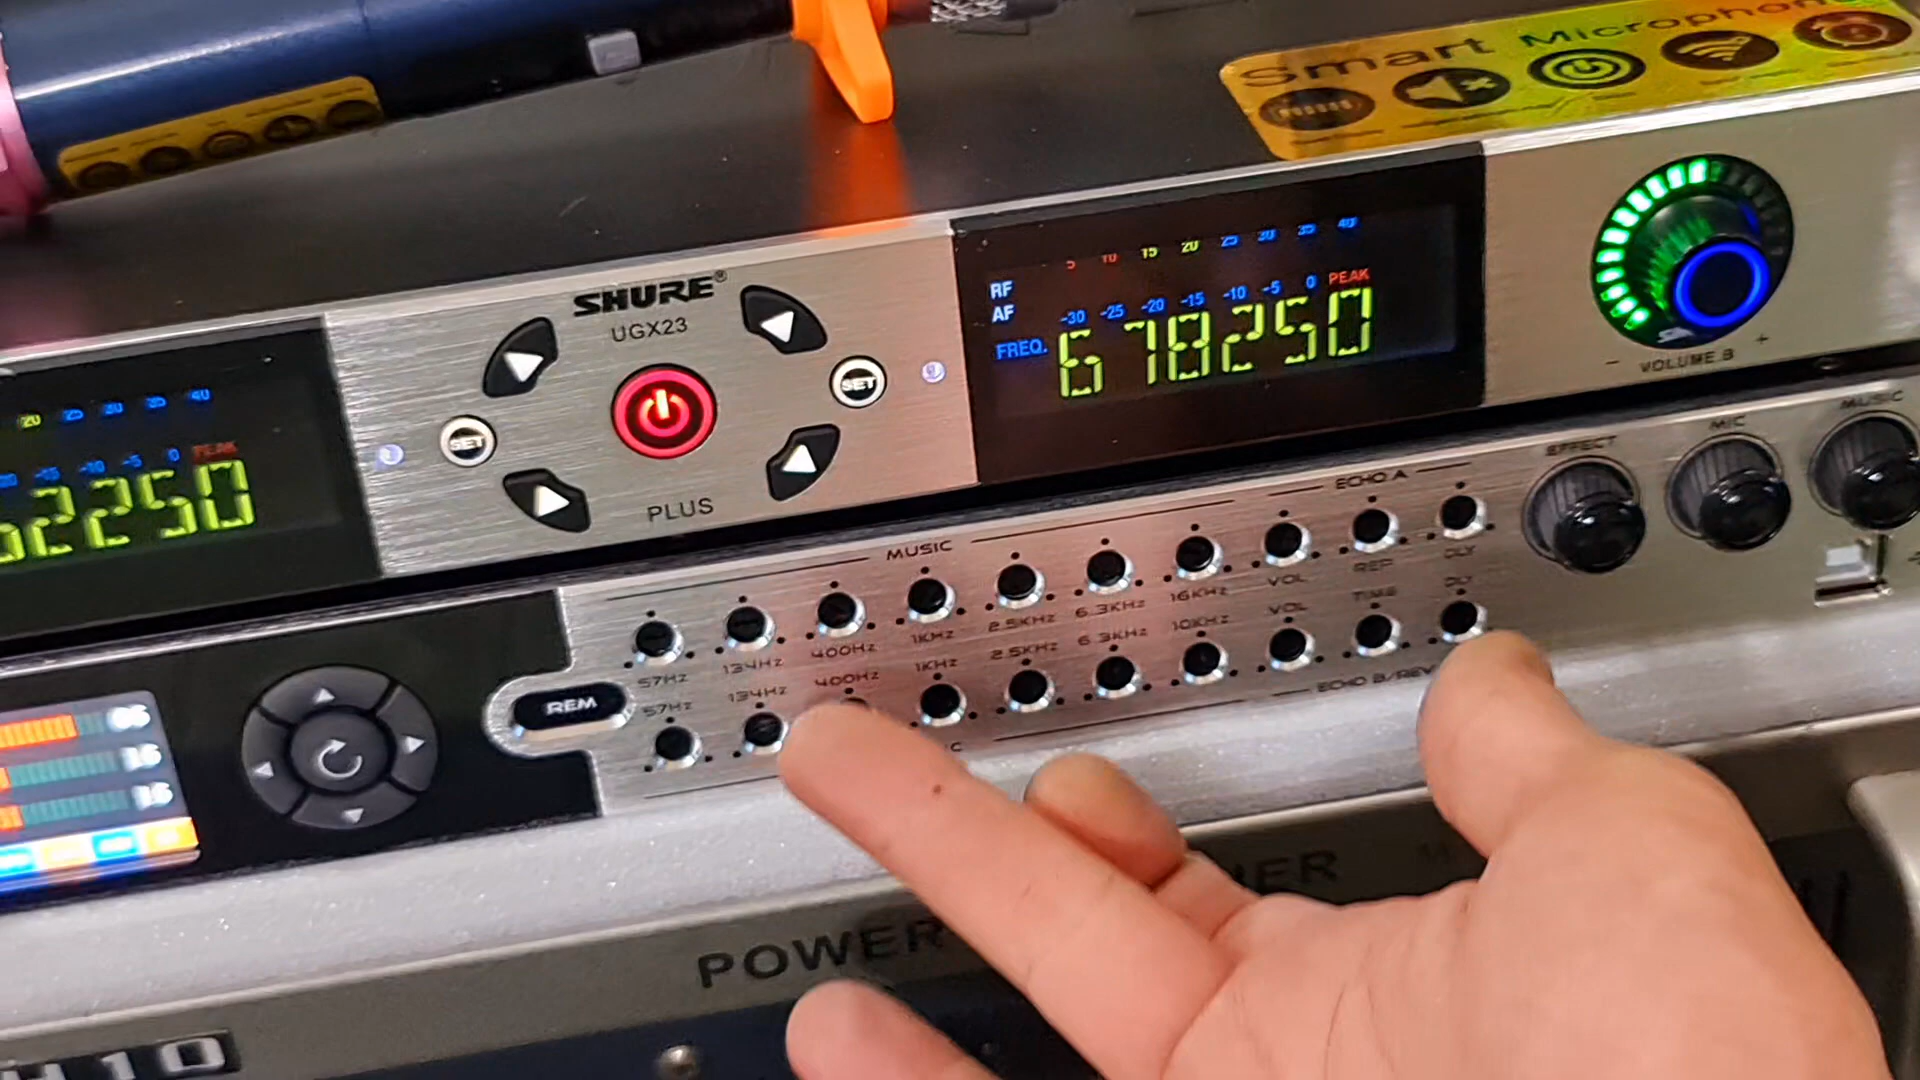 Smart Microphone
SHURE®
UGX23
SET
SET
PLUS
20 25 30 35 40
-15 -10 -5 0 PEAK
2250
5 10 15 20 25 30 35 40
RF
AF
-30 -25 -20 -15 -10 -5 0 PEAK
FREQ. 678250
- VOLUME.B +
EFFECT
MIC
MUSIC
MUSIC
ECHO A
57HZ 134HZ 400HZ 1KHZ 2.5KHZ 6.3KHZ 16KHZ VOL REP DLY
57HZ 134HZ 400HZ 1KHZ 2.5KHZ 6.3KHZ 10KHZ VOL TIME DLY
ECHO B/REV
REM
16
16
POWER
H10